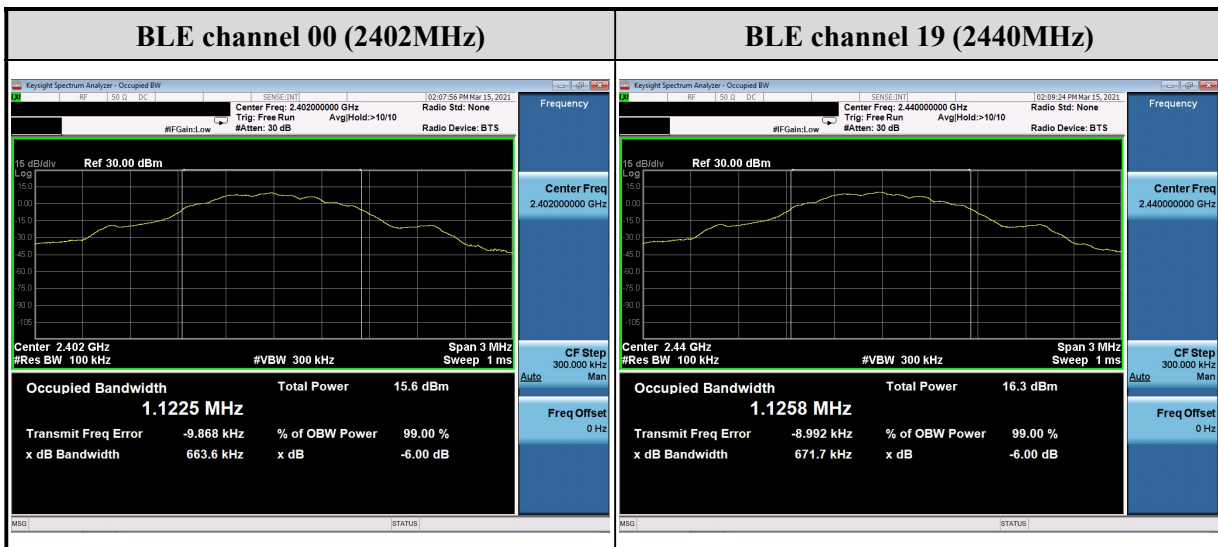 BLE channel 00 (2402MHz)
BLE channel 19 (2440MHz)
Keysight Spectrum Analyzer - Occupied BW
RF 50 Ω DC SENSE:INT 02:07:56 PM Mar 15, 2021
Center Freq: 2.402000000 GHz Radio Std: None
Trig: Free Run Avg|Hold:>10/10
#IFGain:Low #Atten: 30 dB Radio Device: BTS
15 dB/div Ref 30.00 dBm
Log
15.0
0.00
-15.0
-30.0
-45.0
-60.0
-75.0
-90.0
-105
Center 2.402 GHz Span 3 MHz
#Res BW 100 kHz #VBW 300 kHz Sweep 1 ms
Occupied Bandwidth Total Power 15.6 dBm
1.1225 MHz
Transmit Freq Error -9.868 kHz % of OBW Power 99.00 %
x dB Bandwidth 663.6 kHz x dB -6.00 dB
MSG STATUS
Frequency
Center Freq
2.402000000 GHz
CF Step
300.000 kHz
Auto Man
Freq Offset
0 Hz
Keysight Spectrum Analyzer - Occupied BW
RF 50 Ω DC SENSE:INT 02:09:24 PM Mar 15, 2021
Center Freq: 2.440000000 GHz Radio Std: None
Trig: Free Run Avg|Hold:>10/10
#IFGain:Low #Atten: 30 dB Radio Device: BTS
15 dB/div Ref 30.00 dBm
Log
15.0
0.00
-15.0
-30.0
-45.0
-60.0
-75.0
-90.0
-105
Center 2.44 GHz Span 3 MHz
#Res BW 100 kHz #VBW 300 kHz Sweep 1 ms
Occupied Bandwidth Total Power 16.3 dBm
1.1258 MHz
Transmit Freq Error -8.992 kHz % of OBW Power 99.00 %
x dB Bandwidth 671.7 kHz x dB -6.00 dB
MSG STATUS
Frequency
Center Freq
2.440000000 GHz
CF Step
300.000 kHz
Auto Man
Freq Offset
0 Hz